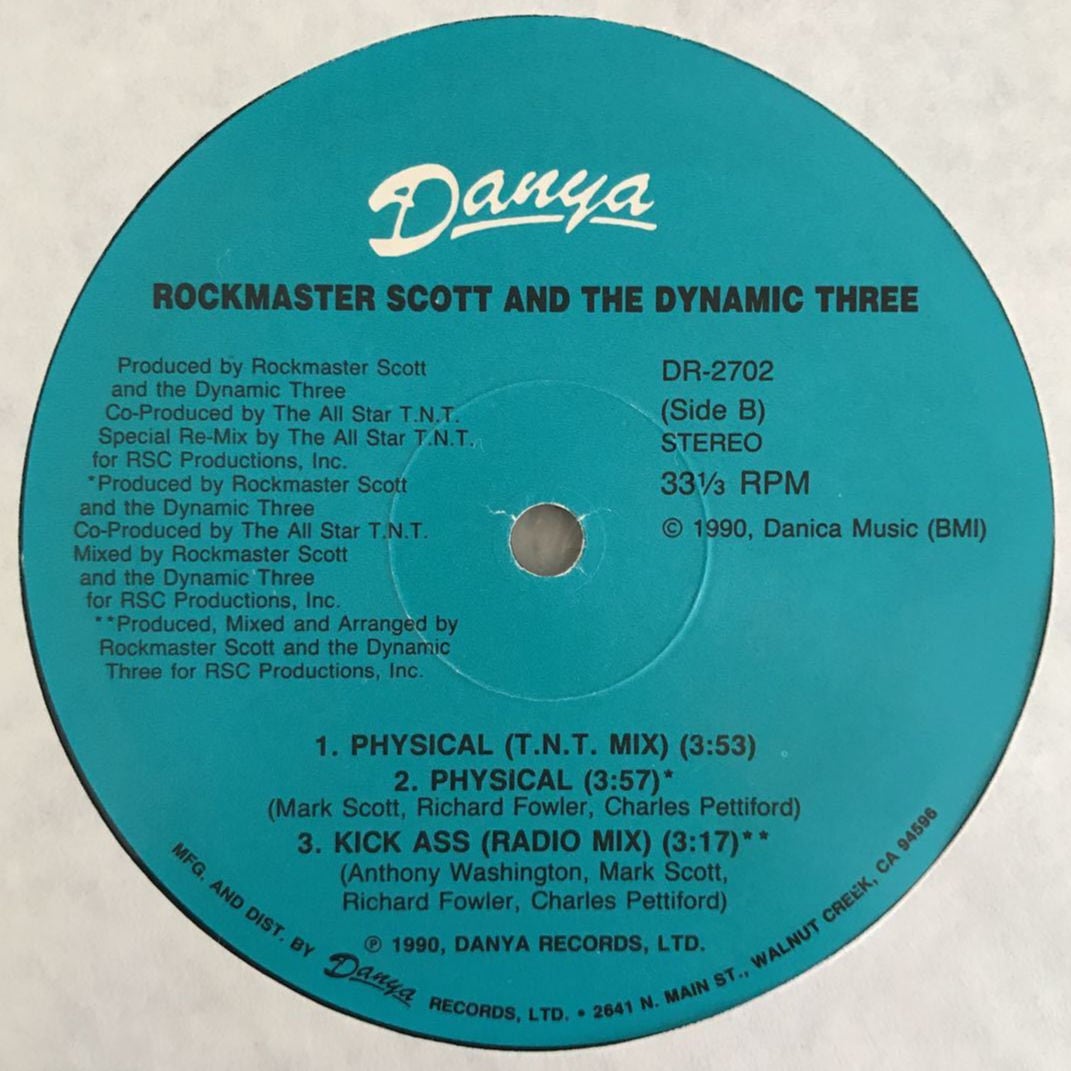 Danya
ROCKMASTER SCOTT AND THE DYNAMIC THREE
Produced by Rockmaster Scott
and the Dynamic Three
Co-Produced by The All Star T.N.T.
Special Re-Mix by The All Star T.N.T.
for RSC Productions, Inc.
*Produced by Rockmaster Scott
and the Dynamic Three
Co-Produced by The All Star T.N.T.
Mixed by Rockmaster Scott
and the Dynamic Three
for RSC Productions, Inc.
**Produced, Mixed and Arranged by
Rockmaster Scott and the Dynamic
Three for RSC Productions, Inc.
DR-2702
(Side B)
STEREO
33⅓ RPM
© 1990, Danica Music (BMI)
1. PHYSICAL (T.N.T. MIX) (3:53)
2. PHYSICAL (3:57)*
(Mark Scott, Richard Fowler, Charles Pettiford)
3. KICK ASS (RADIO MIX) (3:17)**
(Anthony Washington, Mark Scott,
Richard Fowler, Charles Pettiford)
℗ 1990, DANYA RECORDS, LTD.
MFG. AND DIST. BY Danya RECORDS, LTD. • 2641 N. MAIN ST., WALNUT CREEK, CA 94596